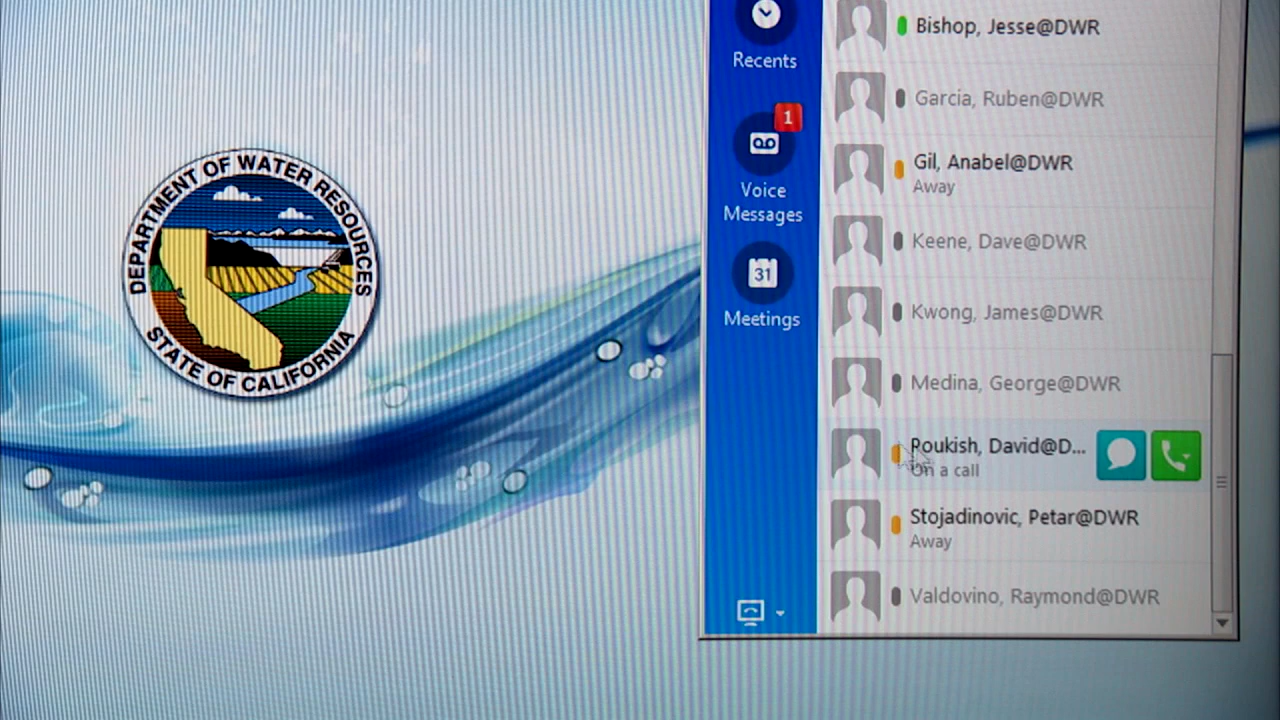 DEPARTMENT OF WATER RESOURCES
STATE OF CALIFORNIA
Recents
1
Voice
Messages
31
Meetings
Bishop, Jesse@DWR
Garcia, Ruben@DWR
Gil, Anabel@DWR
Away
Keene, Dave@DWR
Kwong, James@DWR
Medina, George@DWR
Roukish, David@D...
On a call
Stojadinovic, Petar@DWR
Away
Valdovino, Raymond@DWR